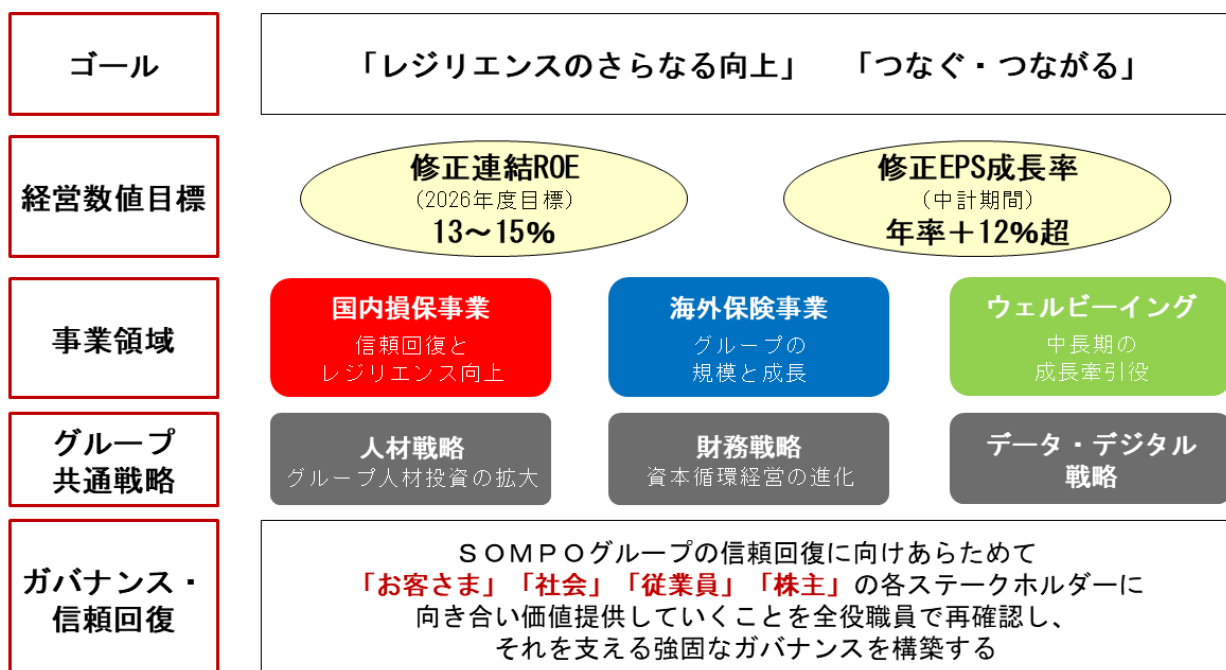 ゴール
「レジリエンスのさらなる向上」 「つなぐ・つながる」
経営数値目標
修正連結ROE
(2026年度目標)
13～15%
修正EPS成長率
(中計期間)
年率＋12%超
事業領域
国内損保事業
信頼回復と
レジリエンス向上
海外保険事業
グループの
規模と成長
ウェルビーイング
中長期の
成長牽引役
グループ
共通戦略
人材戦略
グループ人材投資の拡大
財務戦略
資本循環経営の進化
データ・デジタル
戦略
ガバナンス・
信頼回復
ＳＯＭＰＯグループの信頼回復に向けあらためて
「お客さま」「社会」「従業員」「株主」の各ステークホルダーに
向き合い価値提供していくことを全役職員で再確認し、
それを支える強固なガバナンスを構築する